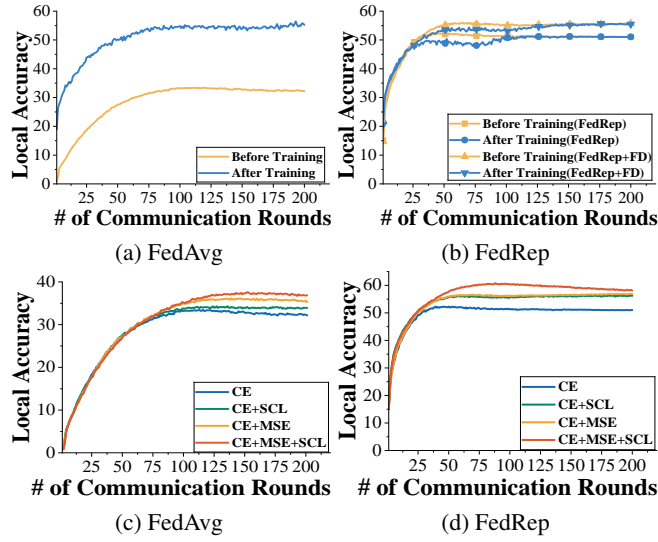 60
50
40
30
20
10
0
Local Accuracy
Before Training
After Training
25 50 75 100 125 150 175 200
# of Communication Rounds
(a) FedAvg
60
50
40
30
20
10
0
Local Accuracy
Before Training(FedRep)
After Training(FedRep)
Before Training(FedRep+FD)
After Training(FedRep+FD)
25 50 75 100 125 150 175 200
# of Communication Rounds
(b) FedRep
40
30
20
10
0
Local Accuracy
CE
CE+SCL
CE+MSE
CE+MSE+SCL
25 50 75 100 125 150 175 200
# of Communication Rounds
(c) FedAvg
60
50
40
30
20
10
0
Local Accuracy
CE
CE+SCL
CE+MSE
CE+MSE+SCL
25 50 75 100 125 150 175 200
# of Communication Rounds
(d) FedRep